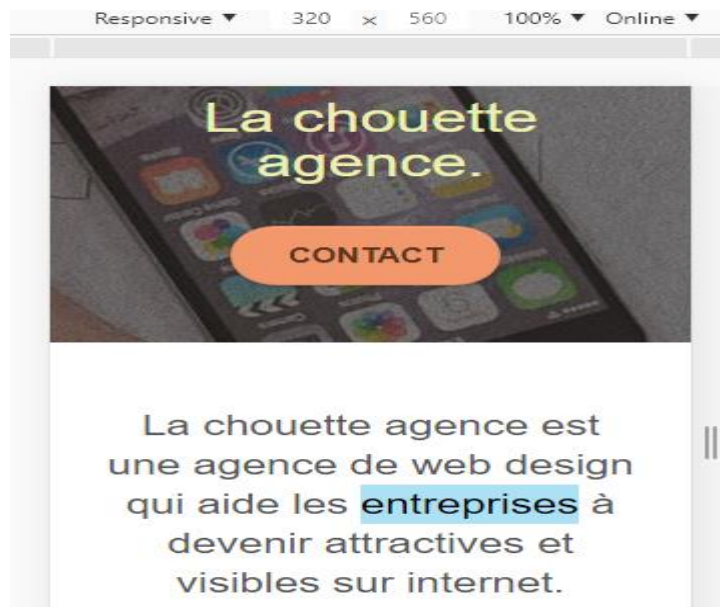 Responsive ▼ 320 × 560 100% ▼ Online ▼
La chouette
agence.
CONTACT
La chouette agence est
une agence de web design
qui aide les entreprises à
devenir attractives et
visibles sur internet.